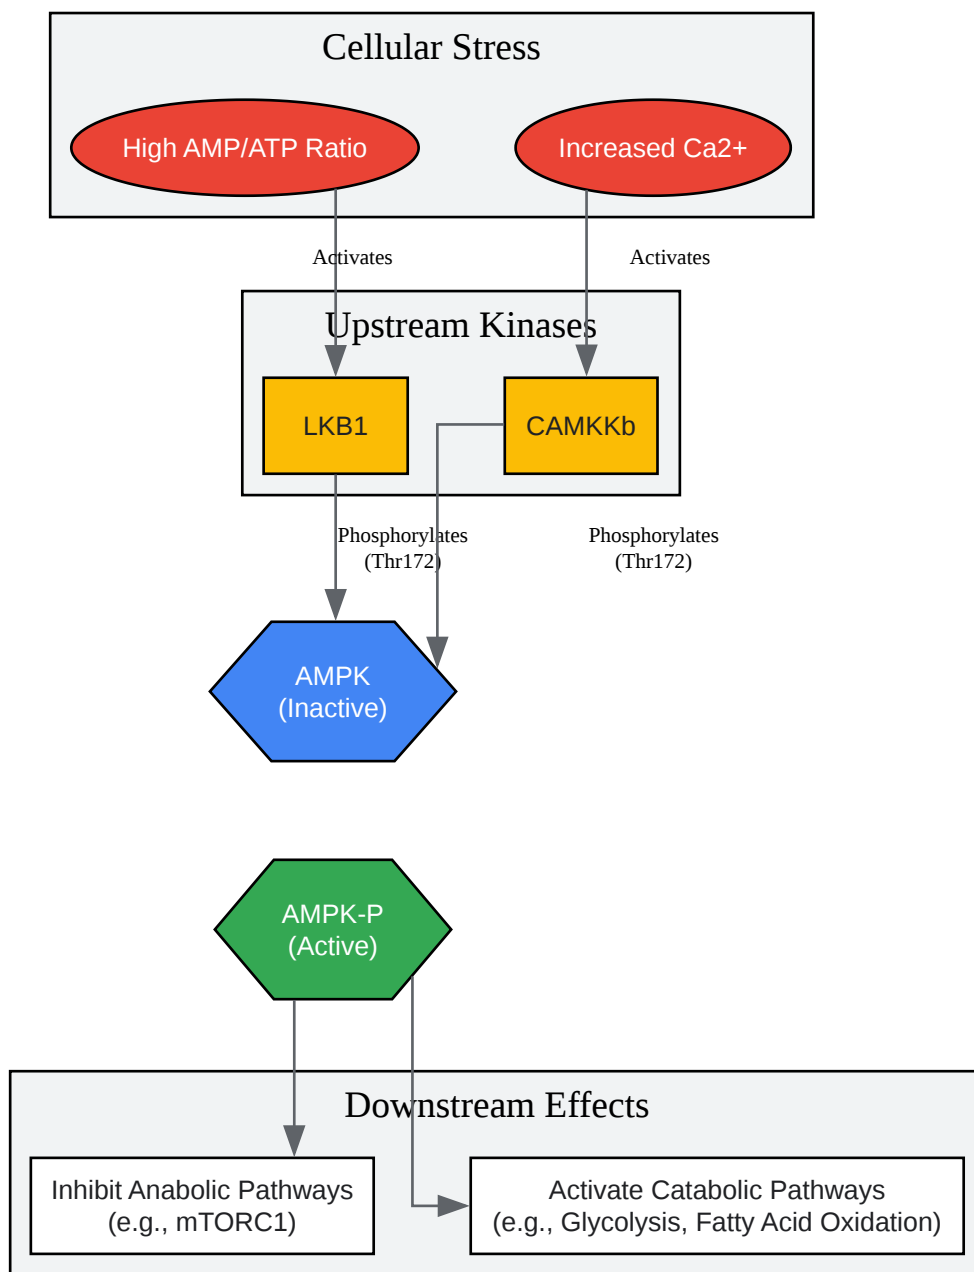 Cellular Stress
High AMP/ATP Ratio
Increased Ca2+
Activates
Activates
Upstream Kinases
LKB1
CAMKKb
Phosphorylates
(Thr172)
Phosphorylates
(Thr172)
AMPK
(Inactive)
AMPK-P
(Active)
Downstream Effects
Inhibit Anabolic Pathways
(e.g., mTORC1)
Activate Catabolic Pathways
(e.g., Glycolysis, Fatty Acid Oxidation)